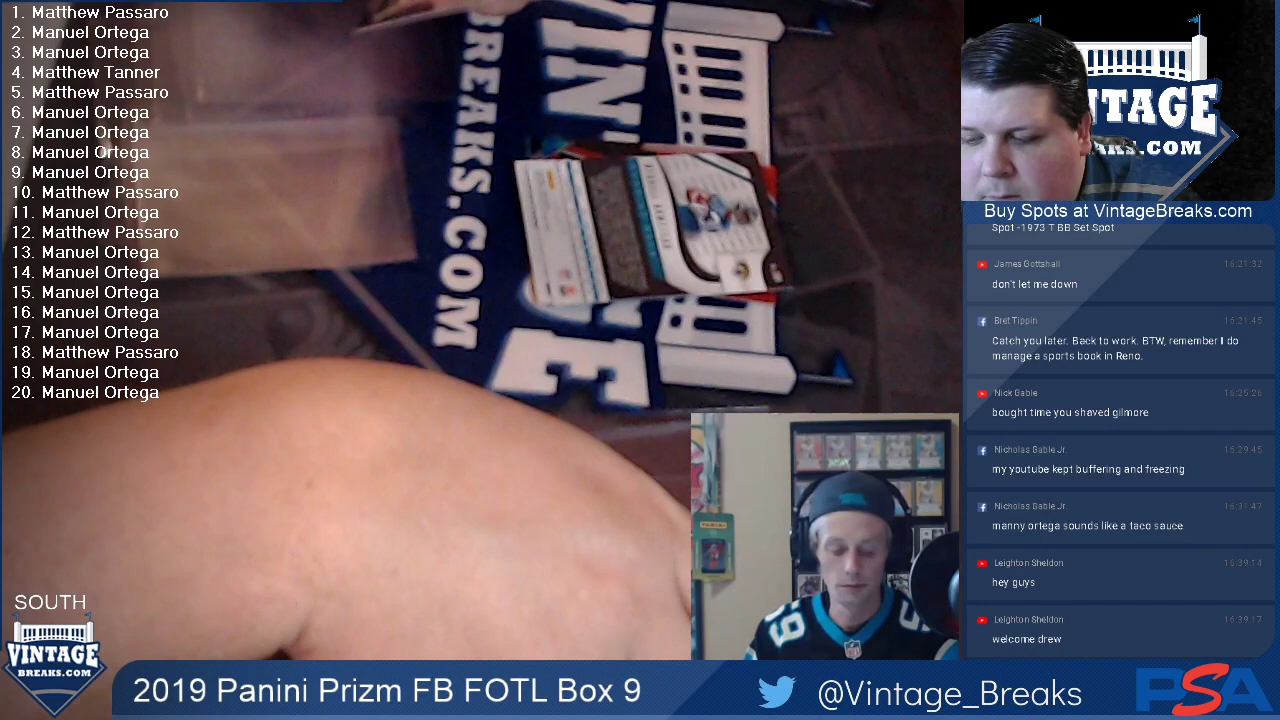 1. Matthew Passaro
2. Manuel Ortega
3. Manuel Ortega
4. Matthew Tanner
5. Matthew Passaro
6. Manuel Ortega
7. Manuel Ortega
8. Manuel Ortega
9. Manuel Ortega
10. Matthew Passaro
11. Manuel Ortega
12. Matthew Passaro
13. Manuel Ortega
14. Manuel Ortega
15. Manuel Ortega
16. Manuel Ortega
17. Manuel Ortega
18. Matthew Passaro
19. Manuel Ortega
20. Manuel Ortega
SOUTH
VINTAGE
BREAKS.COM
BREAKS.COM
NTAGE
.COM
Buy Spots at VintageBreaks.com
Spot -1973 T BB Set Spot
James Gottshall 16:21:32
don't let me down
Bret Tippin 16:21:45
Catch you later. Back to work. BTW, remember I do
manage a sports book in Reno.
Nick Gable 16:25:26
bought time you shaved gilmore
Nicholas Gable Jr. 16:29:45
my youtube kept buffering and freezing
Nicholas Gable Jr. 16:31:47
manny ortega sounds like a taco sauce
Leighton Sheldon 16:39:14
hey guys
Leighton Sheldon 16:39:17
welcome drew
59
2019 Panini Prizm FB FOTL Box 9
@Vintage_Breaks
PSA